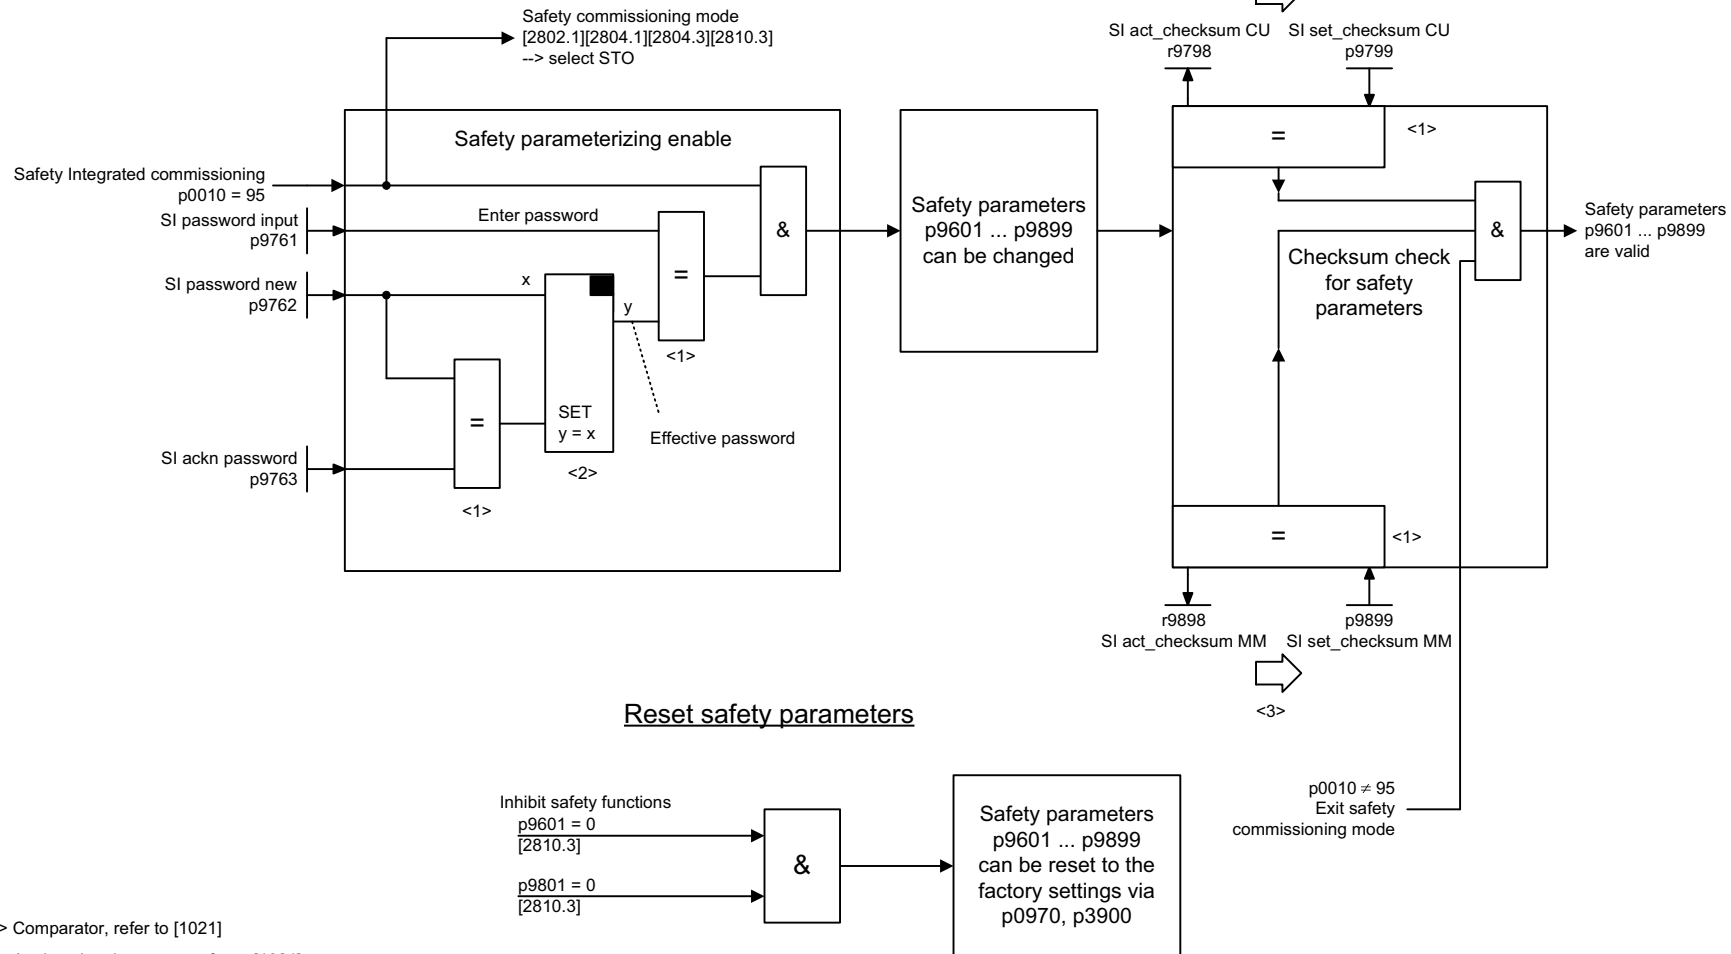 Safety commissioning mode
[2802.1][2804.1][2804.3][2810.3]
--> select STO
SI act_checksum CU
r9798
SI set_checksum CU
p9799
Safety parameterizing enable
=
<1>
Safety Integrated commissioning
p0010 = 95
SI password input
p9761
Enter password
&
=
SI password new
p9762
x
y
<1>
SET
y = x
<2>
=
<1>
Effective password
SI ackn password
p9763
Safety parameters
p9601 ... p9899
can be changed
&
Checksum check
for safety
parameters
Safety parameters
p9601 ... p9899
are valid
=
<1>
r9898
SI act_checksum MM
p9899
SI set_checksum MM
<3>
Reset safety parameters
Inhibit safety functions
p9601 = 0
[2810.3]
p9801 = 0
[2810.3]
&
Safety parameters
p9601 ... p9899
can be reset to the
factory settings via
p0970, p3900
p0010 ≠ 95
Exit safety
commissioning mode
> Comparator, refer to [1021]